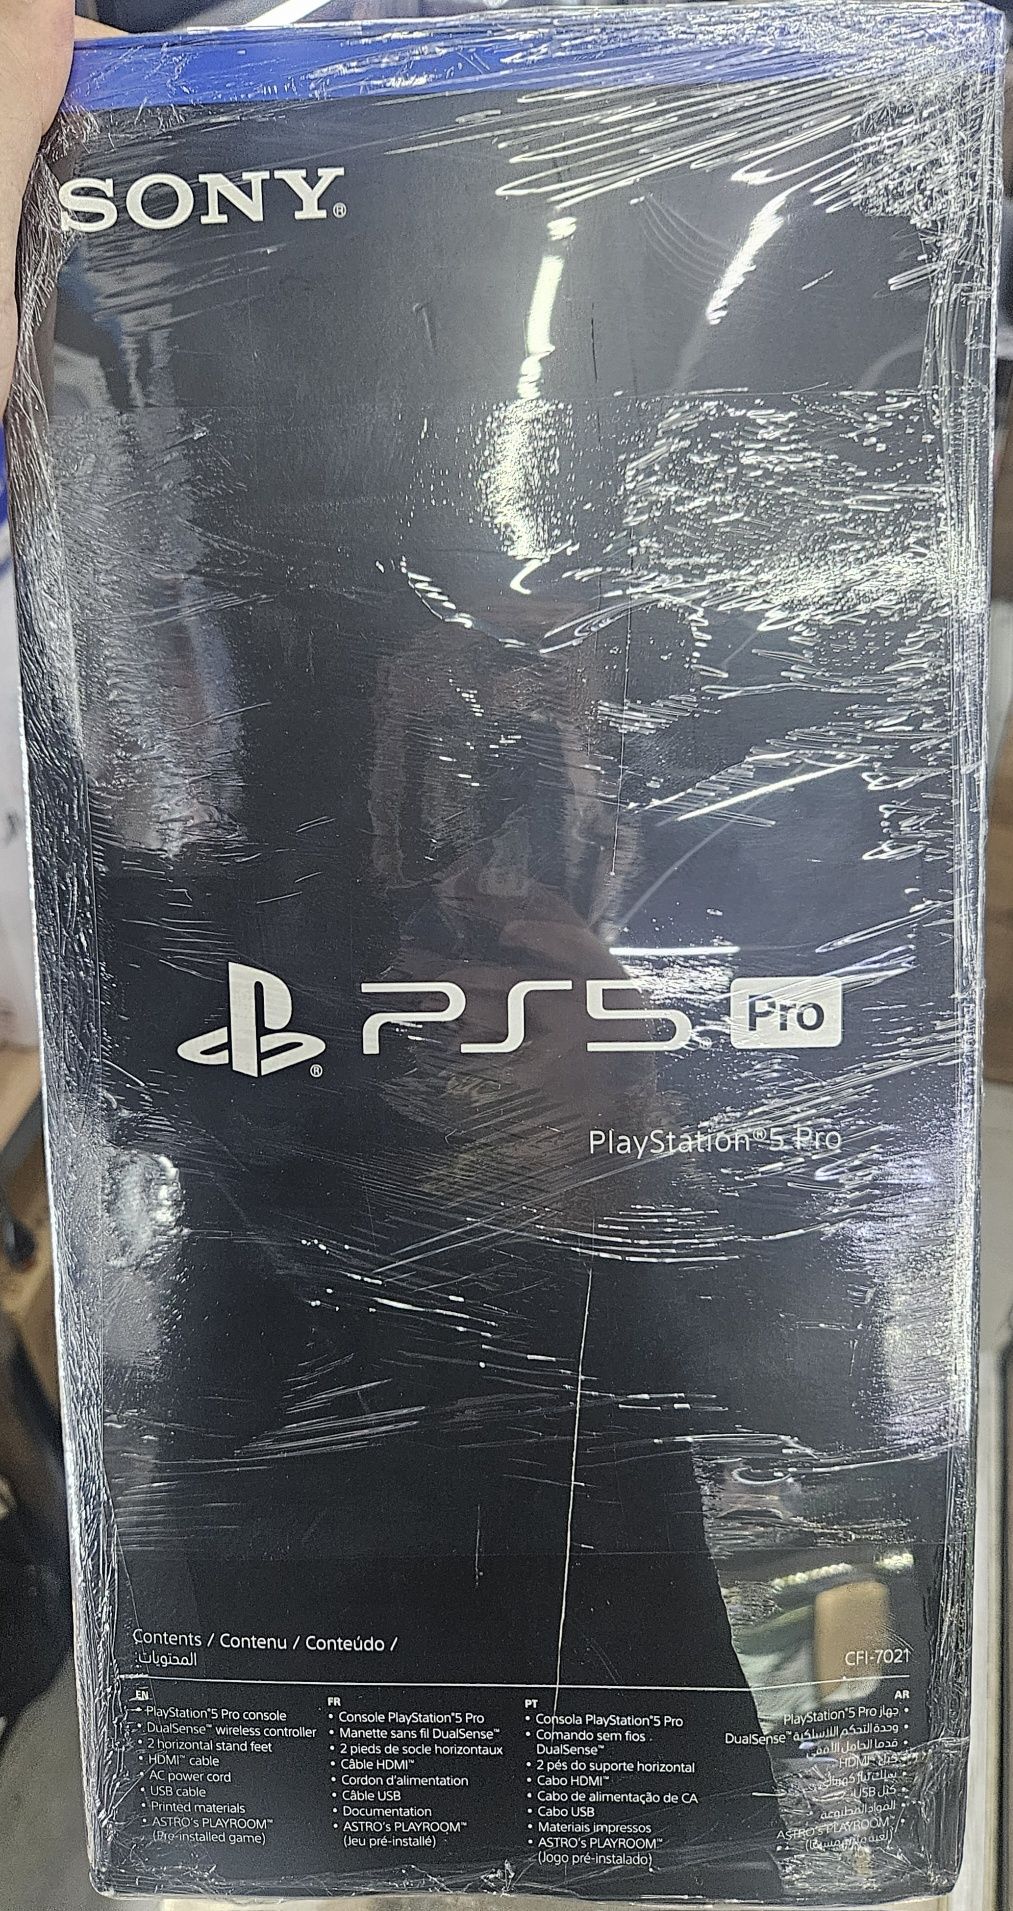 SONY®
PS5 Pro
PlayStation®5 Pro
Contents / Contenu / Conteúdo /
المحتويات:
CFI-7021
EN
• PlayStation®5 Pro console
• DualSense™ wireless controller
• 2 horizontal stand feet
• HDMI™ cable
• AC power cord
• USB cable
• Printed materials
• ASTRO's PLAYROOM™
(Pre-installed game)
FR
• Console PlayStation®5 Pro
• Manette sans fil DualSense™
• 2 pieds de socle horizontaux
• Câble HDMI™
• Cordon d'alimentation
• Câble USB
• Documentation
• ASTRO's PLAYROOM™
(Jeu pré-installé)
PT
• Consola PlayStation®5 Pro
• Comando sem fios
DualSense™
• 2 pés do suporte horizontal
• Cabo HDMI™
• Cabo de alimentação de CA
• Cabo USB
• Materiais impressos
• ASTRO's PLAYROOM™
(Jogo pré-instalado)
AR
• جهاز PlayStation®5 Pro
• وحدة التحكم اللاسلكية DualSense™
• HDMI™
• كبل USB
• المواد المطبوعة
• ASTRO's PLAYROOM™